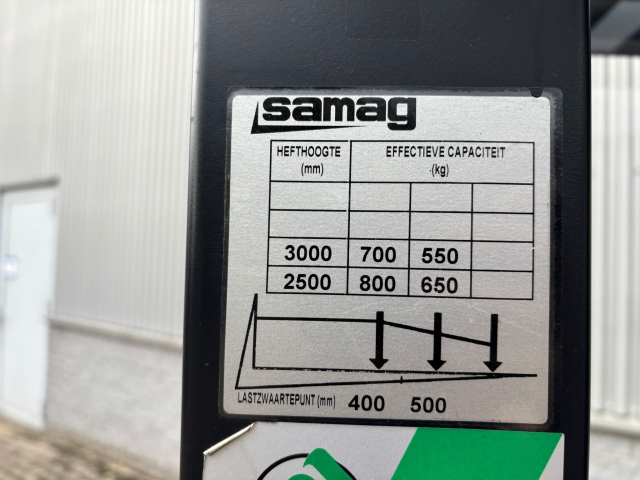 samag
HEFTHOOGTE (mm)
EFFECTIEVE CAPACITEIT (kg)
3000 700 550
2500 800 650
LASTZWAARTEPUNT (mm) 400 500